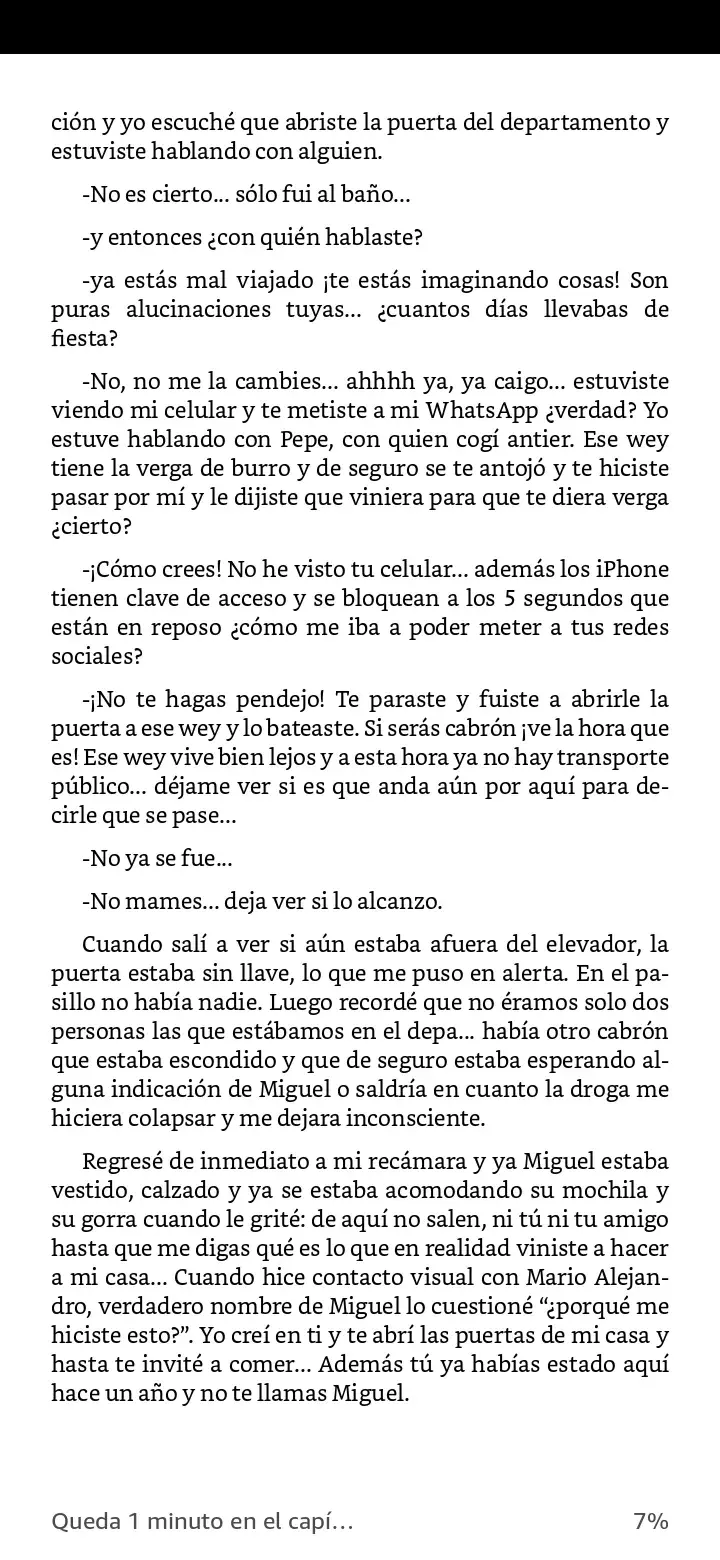 ción y yo escuché que abriste la puerta del departamento y
estuviste hablando con alguien.
-No es cierto... sólo fui al baño...
-y entonces ¿con quién hablaste?
-ya estás mal viajado ¡te estás imaginando cosas! Son
puras alucinaciones tuyas... ¿cuantos días llevabas de
fiesta?
-No, no me la cambies... ahhhh ya, ya caigo... estuviste
viendo mi celular y te metiste a mi WhatsApp ¿verdad? Yo
estuve hablando con Pepe, con quien cogí antier. Ese wey
tiene la verga de burro y de seguro se te antojó y te hiciste
pasar por mí y le dijiste que viniera para que te diera verga
¿cierto?
-¡Cómo crees! No he visto tu celular... además los iPhone
tienen clave de acceso y se bloquean a los 5 segundos que
están en reposo ¿cómo me iba a poder meter a tus redes
sociales?
-¡No te hagas pendejo! Te paraste y fuiste a abrirle la
puerta a ese wey y lo bateaste. Si serás cabrón ¡ve la hora que
es! Ese wey vive bien lejos y a esta hora ya no hay transporte
público... déjame ver si es que anda aún por aquí para de-
cirle que se pase...
-No ya se fue...
-No mames... deja ver si lo alcanzo.
Cuando salí a ver si aún estaba afuera del elevador, la
puerta estaba sin llave, lo que me puso en alerta. En el pa-
sillo no había nadie. Luego recordé que no éramos solo dos
personas las que estábamos en el depa... había otro cabrón
que estaba escondido y que de seguro estaba esperando al-
guna indicación de Miguel o saldría en cuanto la droga me
hiciera colapsar y me dejara inconsciente.
Regresé de inmediato a mi recámara y ya Miguel estaba
vestido, calzado y ya se estaba acomodando su mochila y
su gorra cuando le grité: de aquí no salen, ni tú ni tu amigo
hasta que me digas qué es lo que en realidad viniste a hacer
a mi casa... Cuando hice contacto visual con Mario Alejan-
dro, verdadero nombre de Miguel lo cuestioné “¿porqué me
hiciste esto?”. Yo creí en ti y te abrí las puertas de mi casa y
hasta te invité a comer... Además tú ya habías estado aquí
hace un año y no te llamas Miguel.
Queda 1 minuto en el capí...
7%